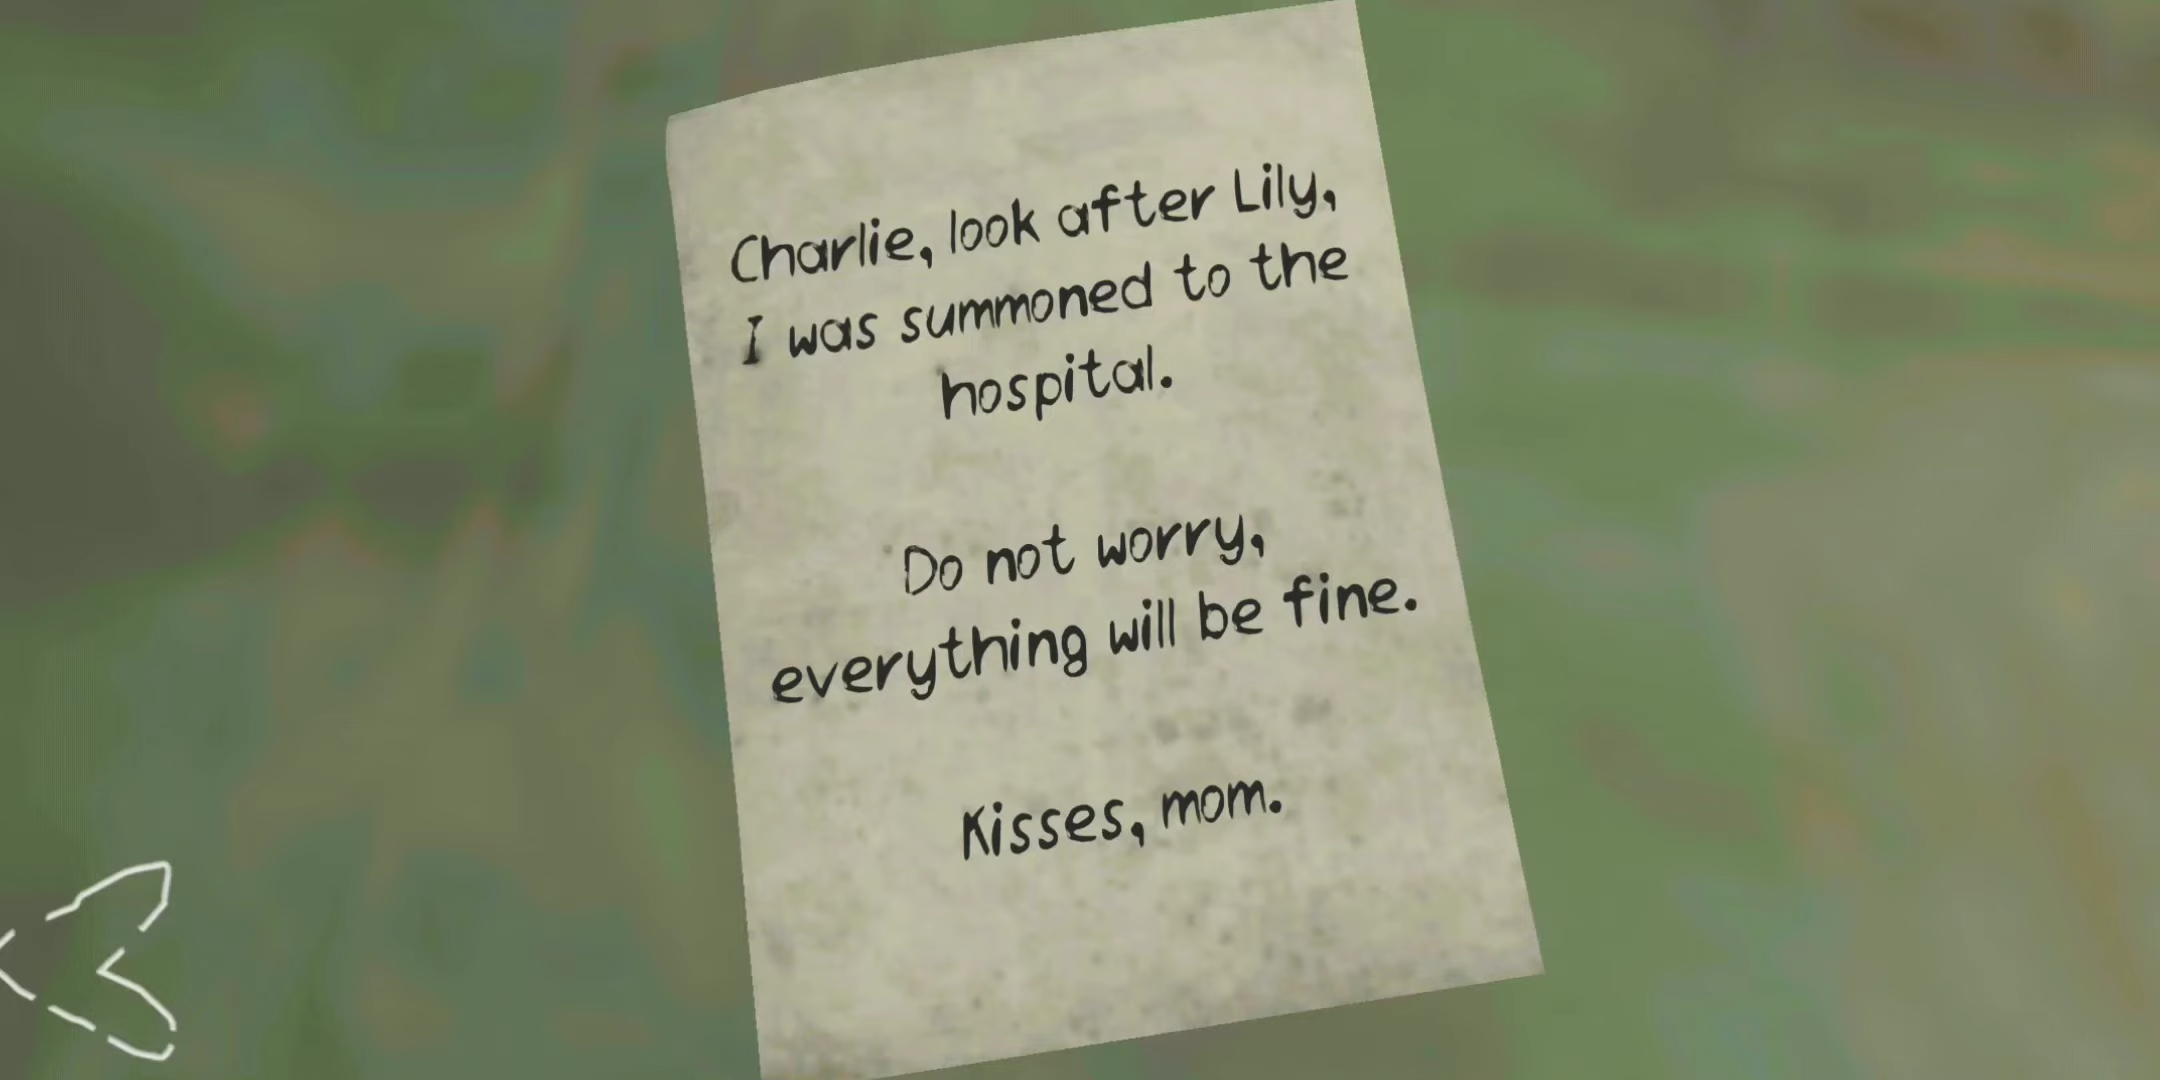 Charlie, look after Lily,
I was summoned to the
hospital.
Do not worry,
everything will be fine.
Kisses, mom.